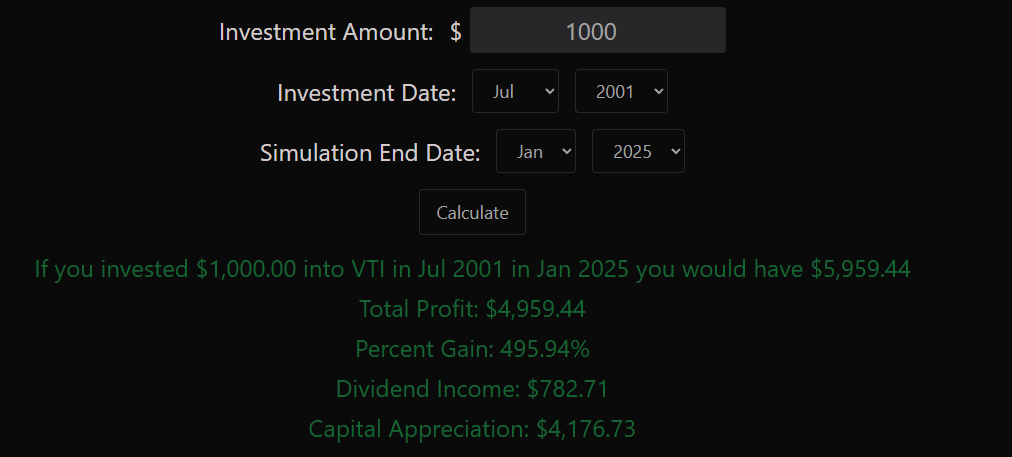 Investment Amount: $ 1000
Investment Date: Jul 2001
Simulation End Date: Jan 2025
Calculate
If you invested $1,000.00 into VTI in Jul 2001 in Jan 2025 you would have $5,959.44
Total Profit: $4,959.44
Percent Gain: 495.94%
Dividend Income: $782.71
Capital Appreciation: $4,176.73